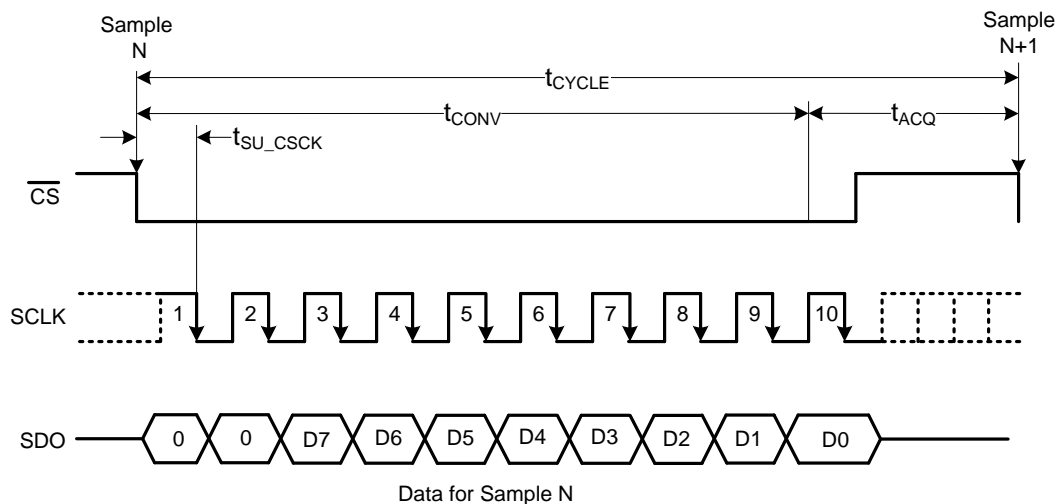 Sample
N
Sample
N+1
tCYCLE
tCONV
tACQ
tSU_CSCK
CS
SCLK
1 2 3 4 5 6 7 8 9 10
SDO
0 0 D7 D6 D5 D4 D3 D2 D1 D0
Data for Sample N